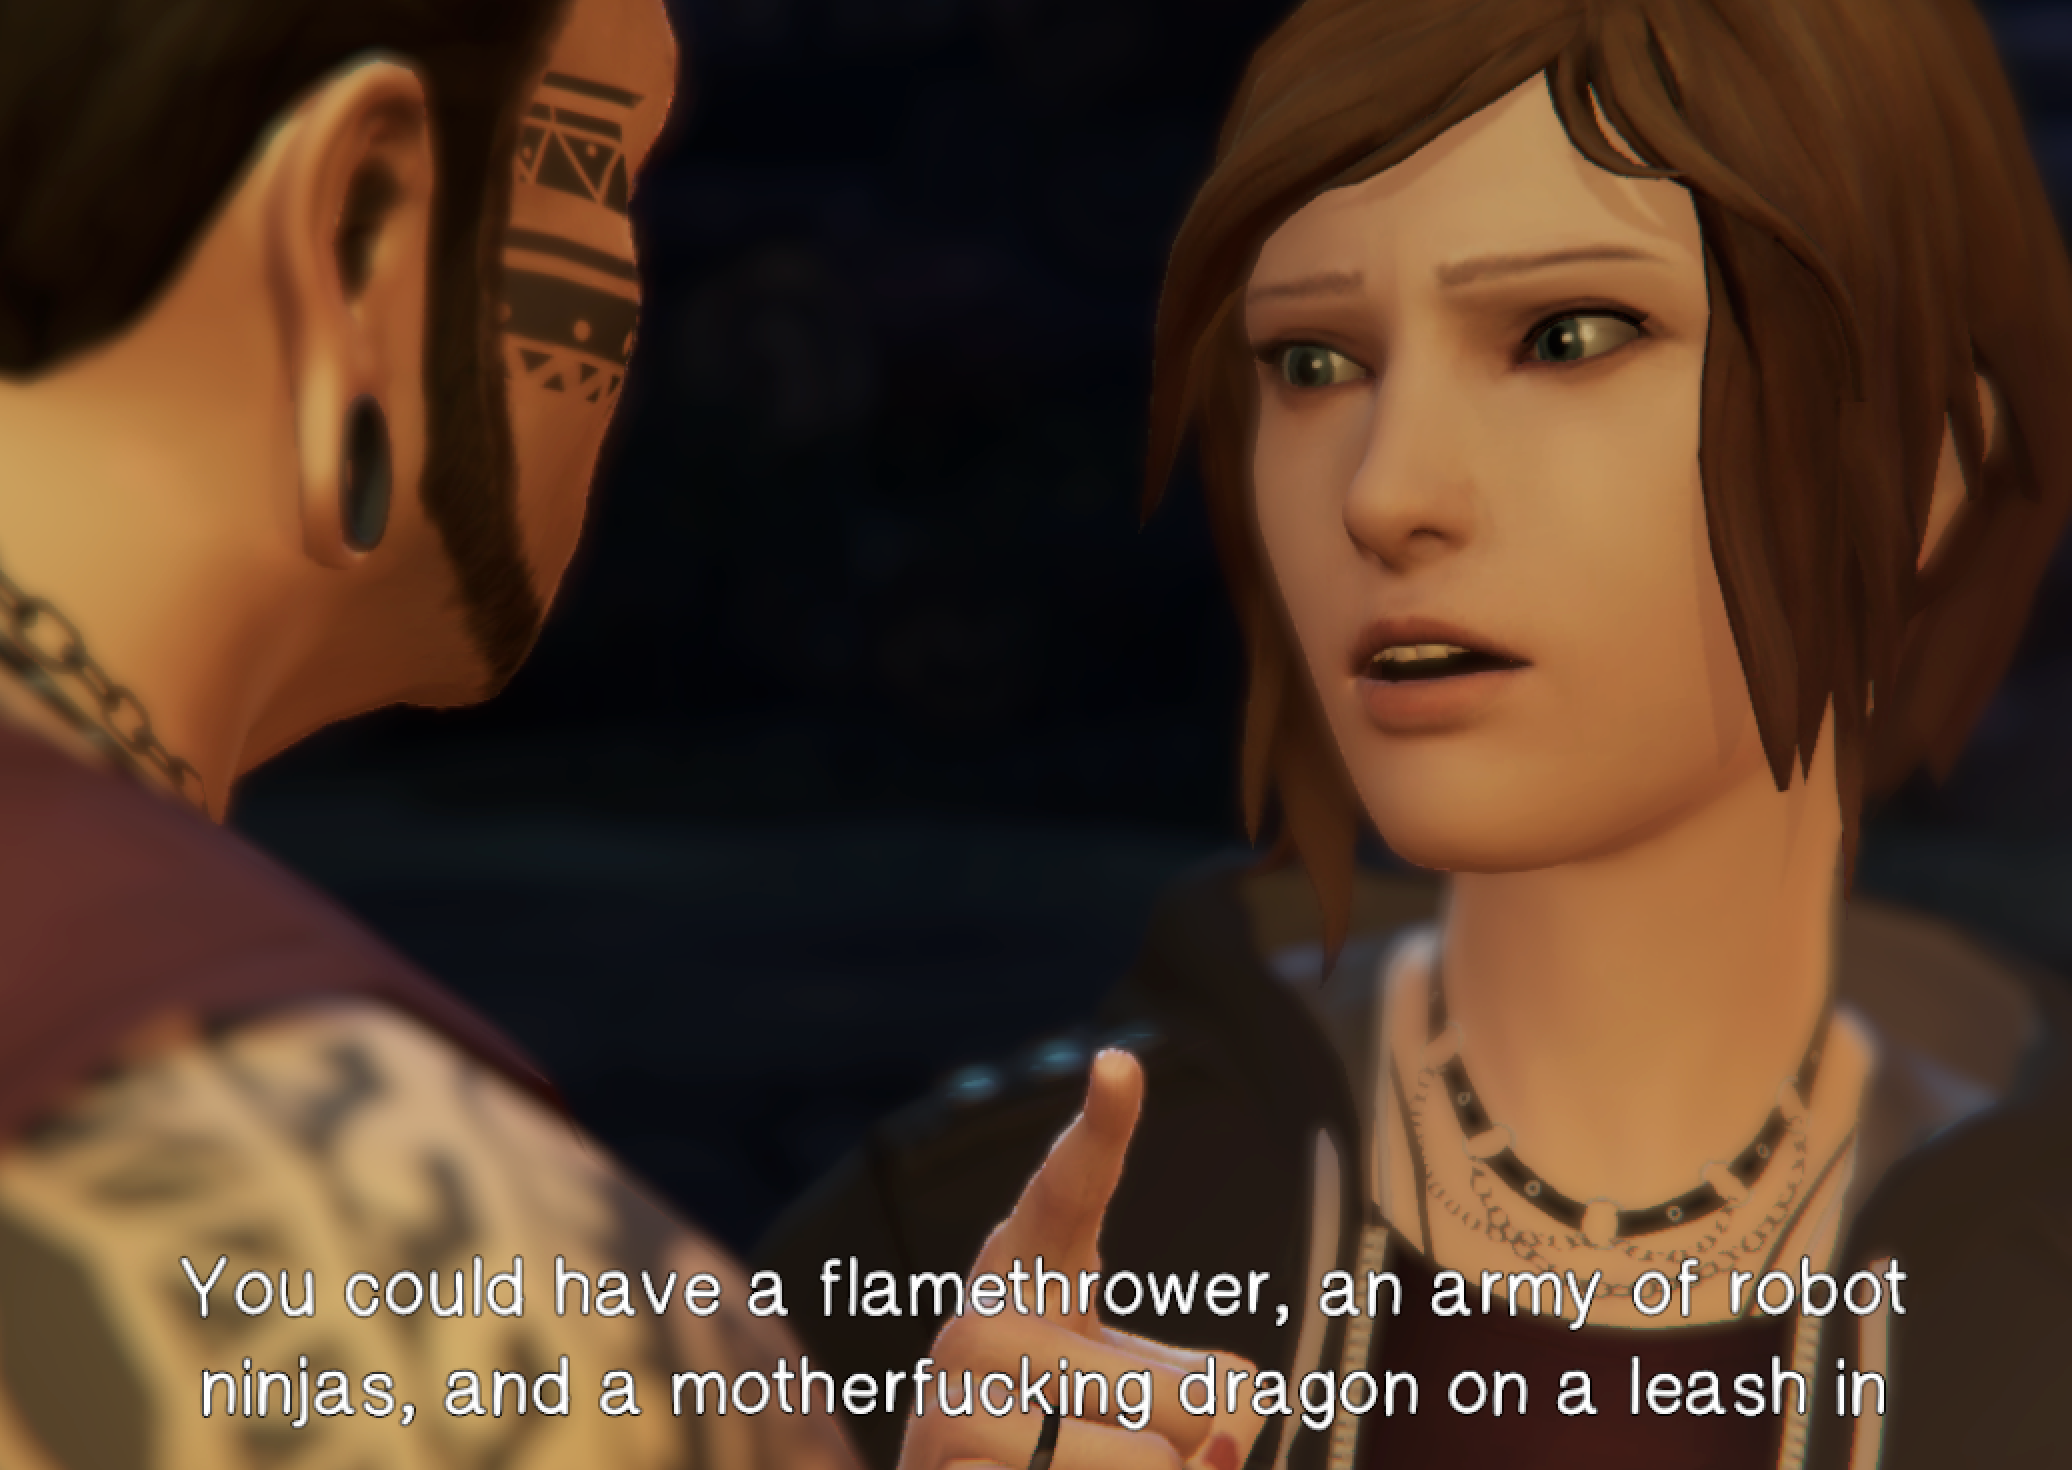 You could have a flamethrower, an army of robot
ninjas, and a motherfucking dragon on a leash in